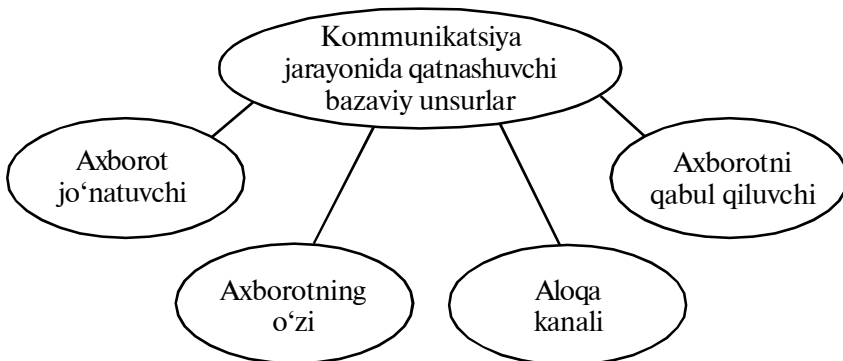 Kommunikatsiya
jarayonida qatnashuvchi
bazaviy unsurlar
Axborot
jo‘natuvchi
Axborotning
o‘zi
Aloqa
kanali
Axborotni
qabul qiluvchi